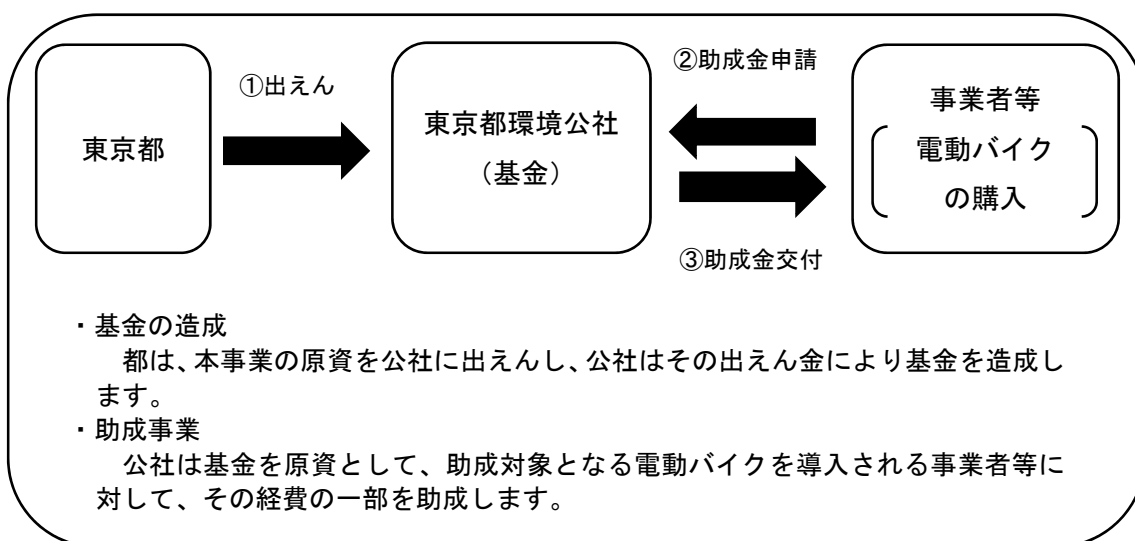 東京都
①出えん
東京都環境公社
（基金）
②助成金申請
③助成金交付
事業者等
電動バイク
の購入
・基金の造成
都は、本事業の原資を公社に出えんし、公社はその出えん金により基金を造成し
ます。
・助成事業
公社は基金を原資として、助成対象となる電動バイクを導入される事業者等に
対して、その経費の一部を助成します。